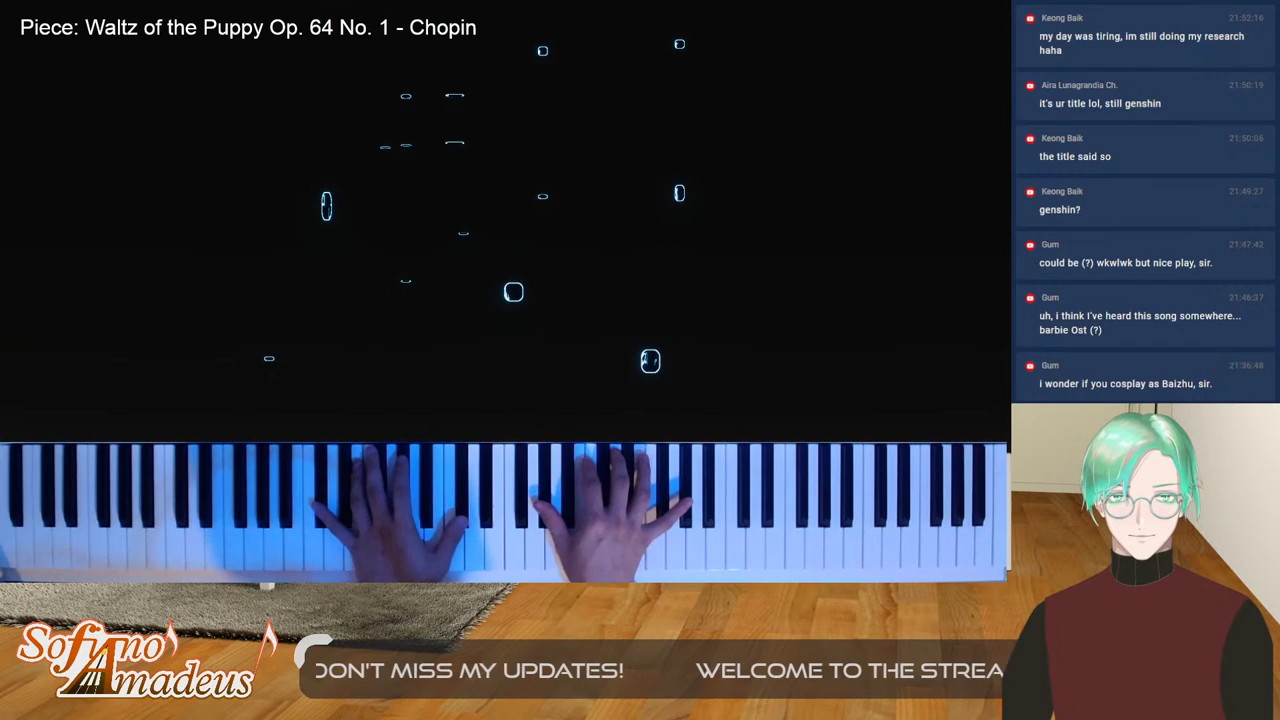 Piece: Waltz of the Puppy Op. 64 No. 1 - Chopin
Keong Baik 21:52:16
my day was tiring, im still doing my research
haha
Aira Lunagrandia Ch. 21:50:19
it's ur title lol, still genshin
Keong Baik 21:50:06
the title said so
Keong Baik 21:49:27
genshin?
Gum 21:47:42
could be (?) wkwlwk but nice play, sir.
Gum 21:46:37
uh, i think I've heard this song somewhere...
barbie Ost (?)
Gum 21:36:48
i wonder if you cosplay as Baizhu, sir.
Sofiano
Amadeus
DON'T MISS MY UPDATES! WELCOME TO THE STREA